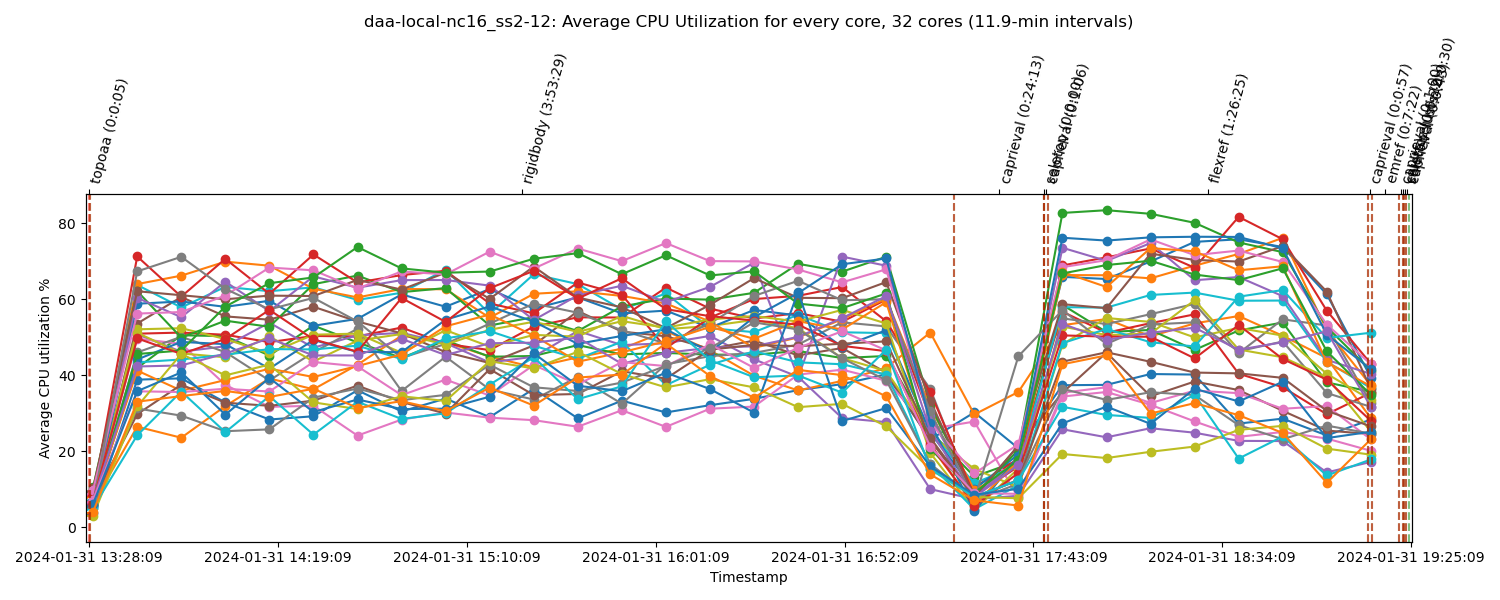 daa-local-nc16_ss2-12: Average CPU Utilization for every core, 32 cores (11.9-min intervals)
topoaa (0:0:05)
rigidbody (3:53:29)
caprieval (0:24:13)
flexref (1:26:25)
caprieval (0:0:57)
emref (0:7:22)
Average CPU utilization %
80
60
40
20
0
2024-01-31 13:28:09
2024-01-31 14:19:09
2024-01-31 15:10:09
2024-01-31 16:01:09
2024-01-31 16:52:09
2024-01-31 17:43:09
2024-01-31 18:34:09
2024-01-31 19:25:09
Timestamp